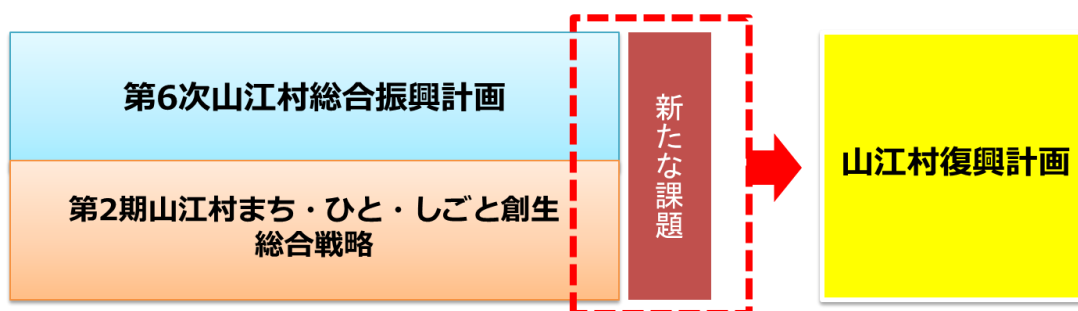 第6次山江村総合振興計画
第2期山江村まち・ひと・しごと創生
総合戦略
新たな課題
山江村復興計画